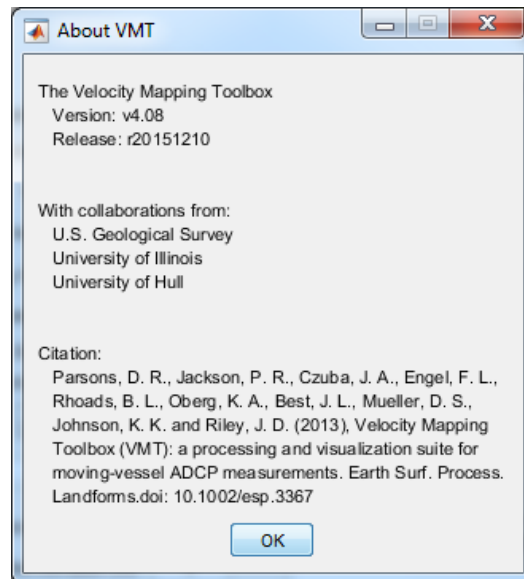 About VMT
The Velocity Mapping Toolbox
Version: v4.08
Release: r20151210
With collaborations from:
U.S. Geological Survey
University of Illinois
University of Hull
Citation:
Parsons, D. R., Jackson, P. R., Czuba, J. A., Engel, F. L.,
Rhoads, B. L., Oberg, K. A., Best, J. L., Mueller, D. S.,
Johnson, K. K. and Riley, J. D. (2013), Velocity Mapping
Toolbox (VMT): a processing and visualization suite for
moving-vessel ADCP measurements. Earth Surf. Process.
Landforms.doi: 10.1002/esp.3367
OK